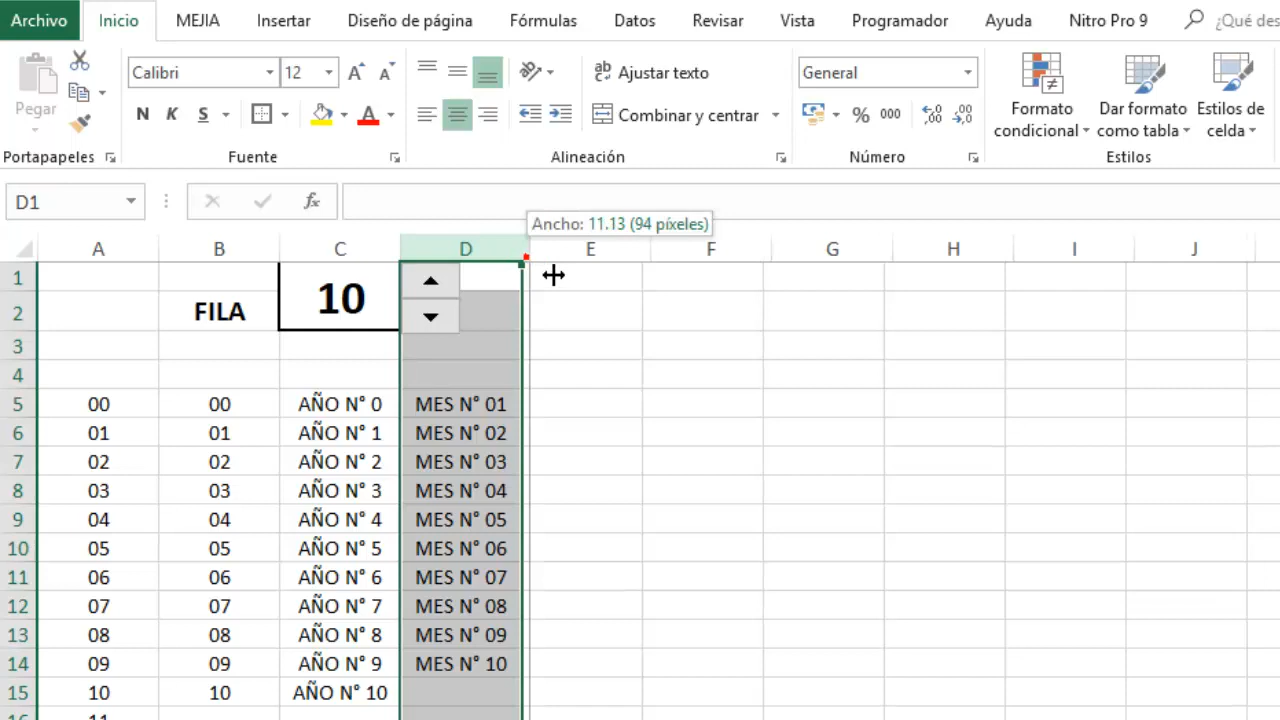 Archivo Inicio MEJIA Insertar Diseño de página Fórmulas Datos Revisar Vista Programador Ayuda Nitro Pro 9 ¿Qué des
Pegar Calibri 12 Ajustar texto General
N K S Combinar y centrar % 000 Formato condicional Dar formato como tabla Estilos de celda
Portapapeles Fuente Alineación Número Estilos
D1 fx
Ancho: 11.13 (94 píxeles)
A B C D E F G H I J
1 10
2 FILA
3
4
5 00 00 AÑO N° 0 MES N° 01
6 01 01 AÑO N° 1 MES N° 02
7 02 02 AÑO N° 2 MES N° 03
8 03 03 AÑO N° 3 MES N° 04
9 04 04 AÑO N° 4 MES N° 05
10 05 05 AÑO N° 5 MES N° 06
11 06 06 AÑO N° 6 MES N° 07
12 07 07 AÑO N° 7 MES N° 08
13 08 08 AÑO N° 8 MES N° 09
14 09 09 AÑO N° 9 MES N° 10
15 10 10 AÑO N° 10
16 11